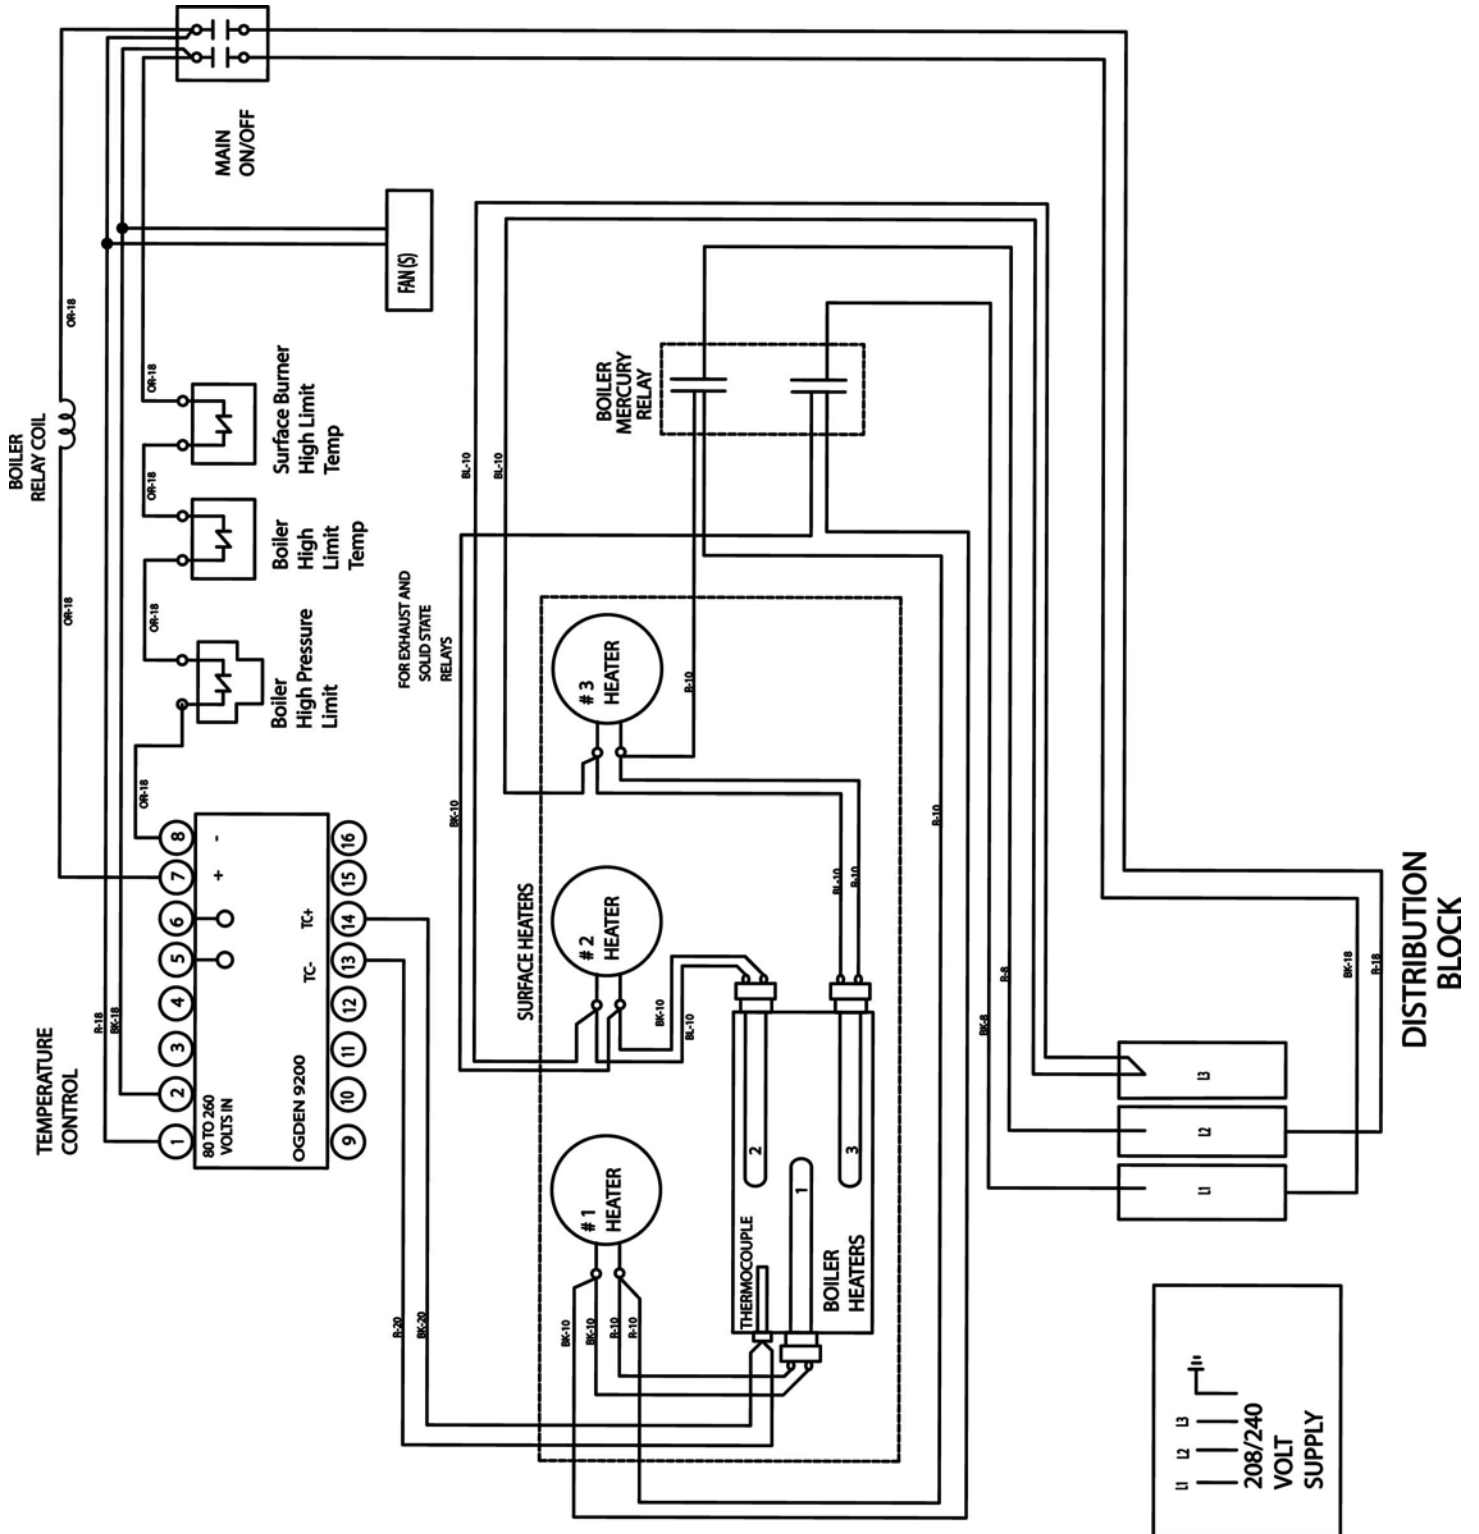 MAIN
ON/OFF
FAN (S)
BOILER
RELAY COIL
OR-18
OR-18
OR-18
OR-18
OR-18
OR-18
Surface Burner
High Limit
Temp
Boiler
High
Limit
Temp
Boiler
High Pressure
Limit
TEMPERATURE
CONTROL
R-18
BK-18
1
2
3
4
5
6
7
8
+
-
80 TO 260
VOLTS IN
TC-
TC+
OGDEN 9200
9
10
11
12
13
14
15
16
R-20
BK-20
FOR EXHAUST AND
SOLID STATE
RELAYS
BL-10
BL-10
BK-10
BOILER
MERCURY
RELAY
SURFACE HEATERS
# 1
HEATER
# 2
HEATER
# 3
HEATER
R-10
BK-10
BK-10
R-10
R-10
BK-10
BL-10
BL-10
R-10
R-10
THERMOCOUPLE
BOILER
HEATERS
1
2
3
BK-8
R-8
BK-18
R-18
L1
L2
L3
DISTRIBUTION
BLOCK
L1
L2
L3
208/240
VOLT
SUPPLY